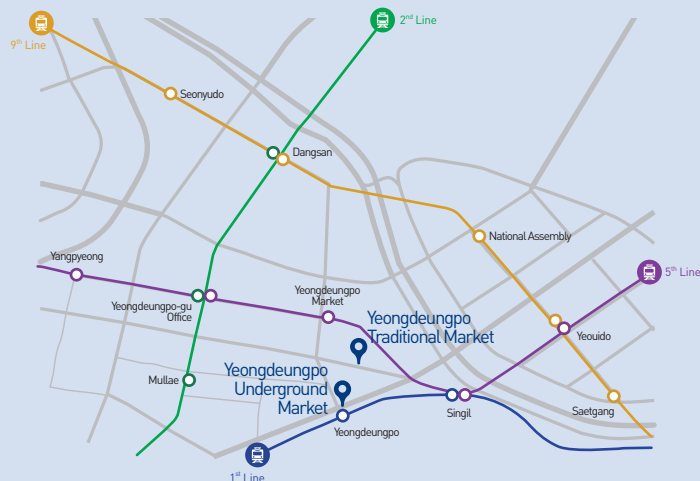 2nd Line
9th Line
Seonyudo
Dangsan
National Assembly
Yangpyeong
5th Line
Yeongdeungpo
Market
Yeongdeungpo-gu
Office
Yeongdeungpo
Traditional Market
Yeouido
Yeongdeungpo
Underground
Market
Mullae
Singil
Saetgang
Yeongdeungpo
1st Line